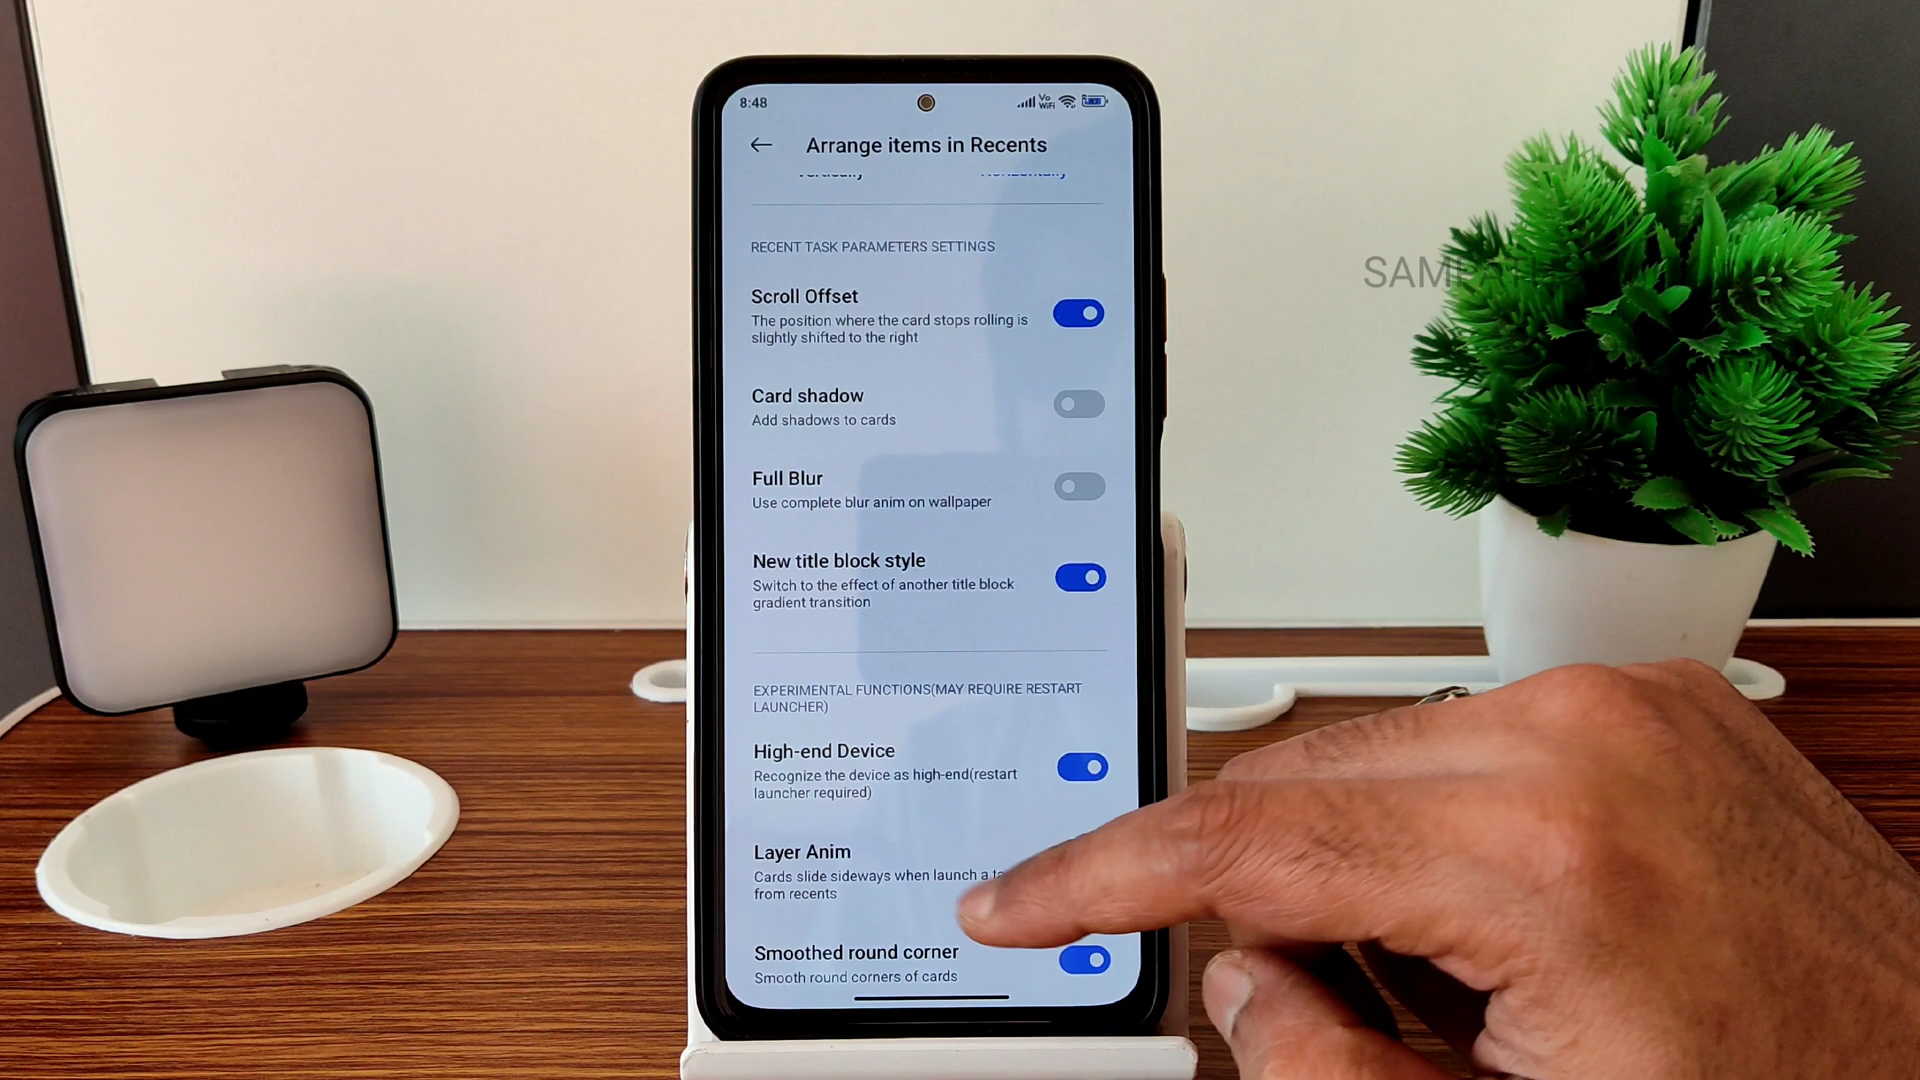 8:48
Vo
WiFi
Arrange items in Recents
Vertically
Horizontally
RECENT TASK PARAMETERS SETTINGS
Scroll Offset
The position where the card stops rolling is
slightly shifted to the right
Card shadow
Add shadows to cards
Full Blur
Use complete blur anim on wallpaper
New title block style
Switch to the effect of another title block
gradient transition
EXPERIMENTAL FUNCTIONS(MAY REQUIRE RESTART
LAUNCHER)
High-end Device
Recognize the device as high-end(restart
launcher required)
Layer Anim
Cards slide sideways when launch a
from recents
Smoothed round corner
Smooth round corners of cards